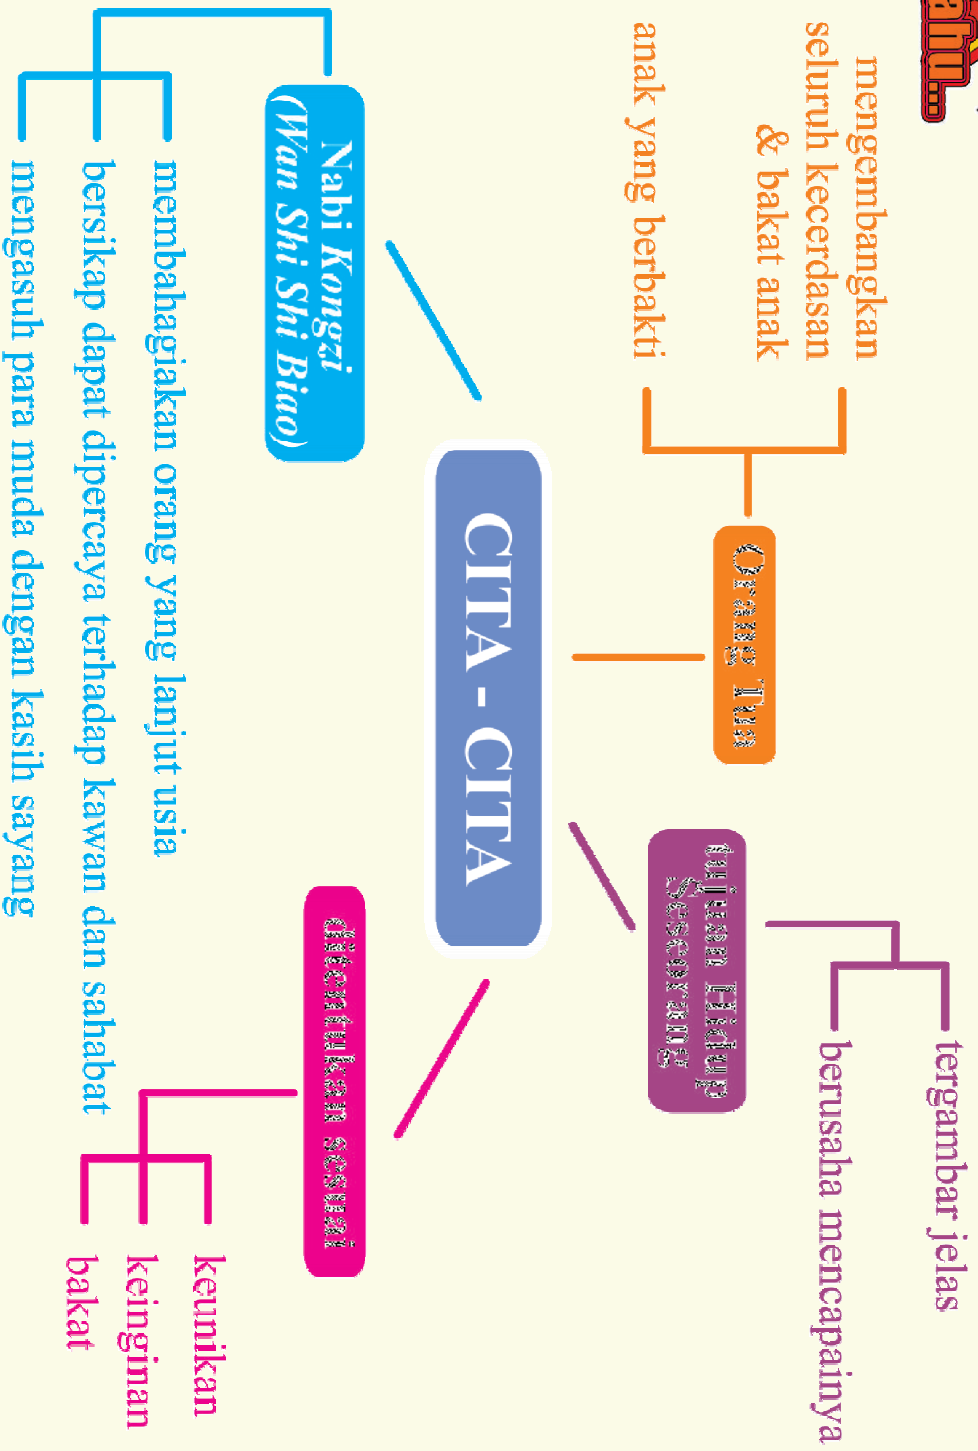 ahu....
mengembangkan
seluruh kecerdasan
& bakat anak
anak yang berbakti
Orang Tua
tujuan Hidup
Seseorang
tergambar jelas
berusaha mencapainya
CITA - CITA
Nabi Kongzi
(Wan Shi Shi Biao)
membahagiakan orang yang lanjut usia
bersikap dapat dipercaya terhadap kawan dan sahabat
mengasuh para muda dengan kasih sayang
ditentukan sesuai
keunikan
keinginan
bakat